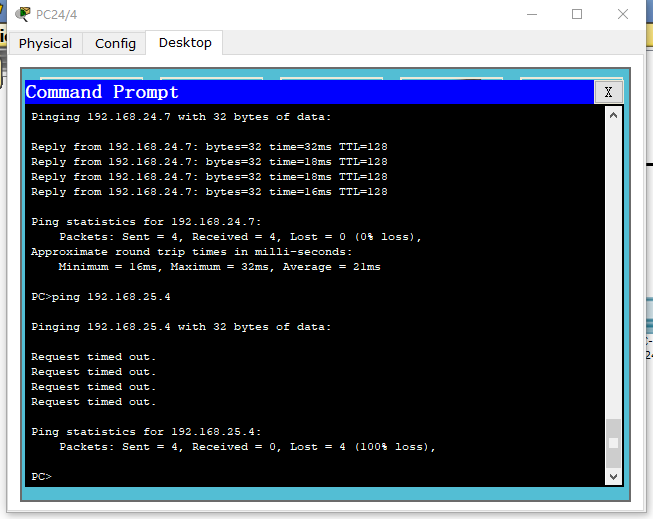 PC24/4
Physical
Config
Desktop
Command Prompt
X
Pinging 192.168.24.7 with 32 bytes of data:
Reply from 192.168.24.7: bytes=32 time=32ms TTL=128
Reply from 192.168.24.7: bytes=32 time=18ms TTL=128
Reply from 192.168.24.7: bytes=32 time=18ms TTL=128
Reply from 192.168.24.7: bytes=32 time=16ms TTL=128
Ping statistics for 192.168.24.7:
Packets: Sent = 4, Received = 4, Lost = 0 (0% loss),
Approximate round trip times in milli-seconds:
Minimum = 16ms, Maximum = 32ms, Average = 21ms
PC>ping 192.168.25.4
Pinging 192.168.25.4 with 32 bytes of data:
Request timed out.
Request timed out.
Request timed out.
Request timed out.
Ping statistics for 192.168.25.4:
Packets: Sent = 4, Received = 0, Lost = 4 (100% loss),
PC>